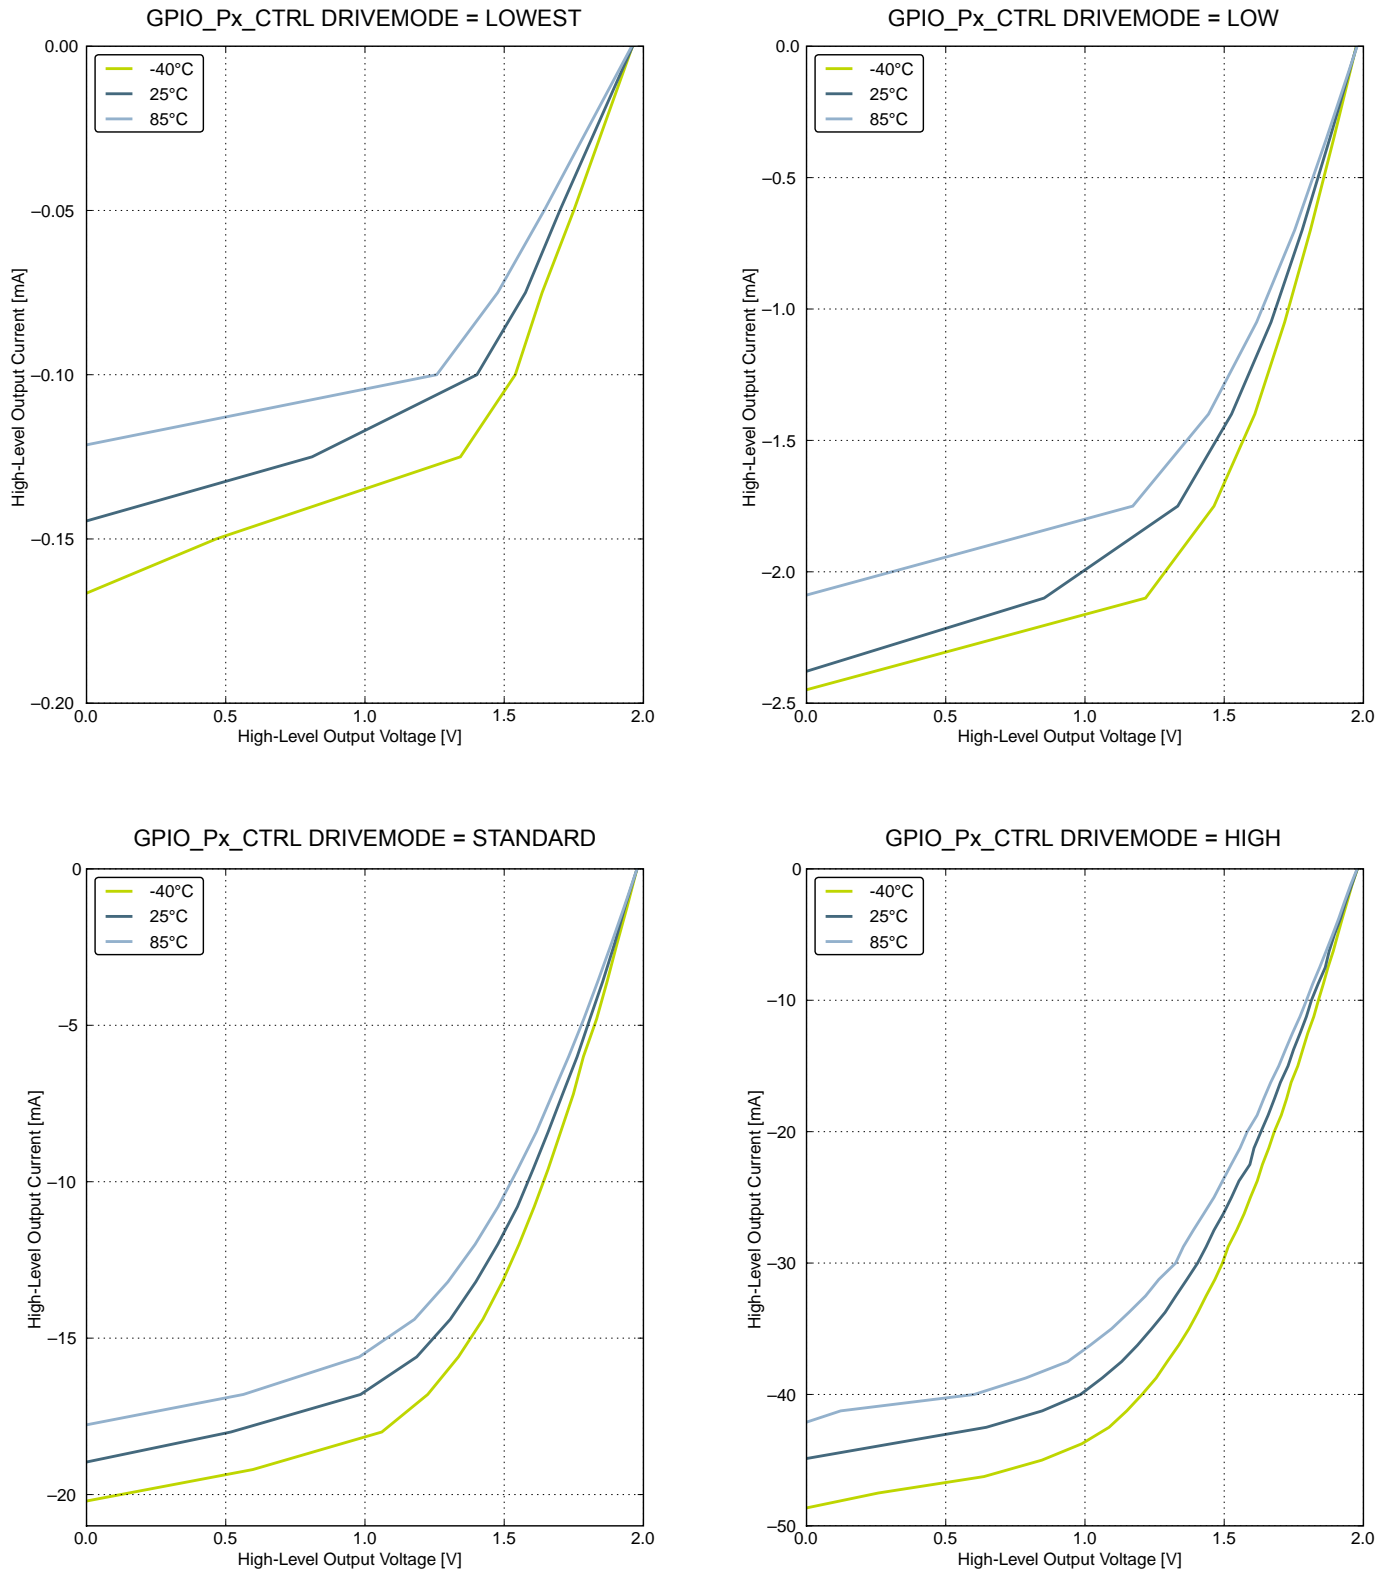 GPIO_Px_CTRL DRIVEMODE = LOWEST
0.00
–0.05
–0.10
–0.15
–0.20
High-Level Output Current [mA]
-40°C
25°C
85°C
0.0 0.5 1.0 1.5 2.0
High-Level Output Voltage [V]
GPIO_Px_CTRL DRIVEMODE = LOW
0.0
–0.5
–1.0
–1.5
–2.0
–2.5
High-Level Output Current [mA]
-40°C
25°C
85°C
0.0 0.5 1.0 1.5 2.0
High-Level Output Voltage [V]
GPIO_Px_CTRL DRIVEMODE = STANDARD
0
–5
–10
–15
–20
High-Level Output Current [mA]
-40°C
25°C
85°C
0.0 0.5 1.0 1.5 2.0
High-Level Output Voltage [V]
GPIO_Px_CTRL DRIVEMODE = HIGH
0
–10
–20
–30
–40
–50
High-Level Output Current [mA]
-40°C
25°C
85°C
0.0 0.5 1.0 1.5 2.0
High-Level Output Voltage [V]